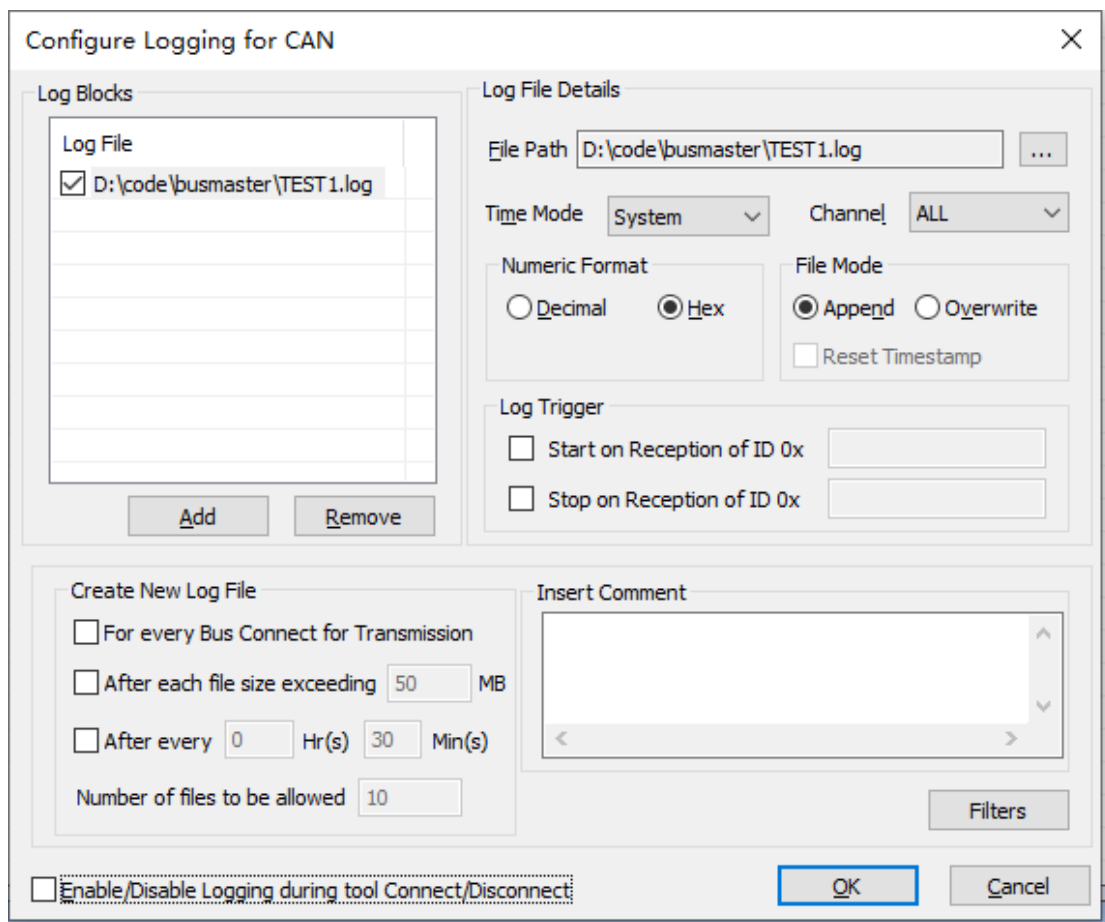 Configure Logging for CAN
Log Blocks
Log File
D:\code\busmaster\TEST1.log
Add
Remove
Log File Details
File Path D:\code\busmaster\TEST1.log ...
Time Mode System Channel ALL
Numeric Format
Decimal Hex
File Mode
Append Overwrite
Reset Timestamp
Log Trigger
Start on Reception of ID 0x
Stop on Reception of ID 0x
Create New Log File
For every Bus Connect for Transmission
After each file size exceeding 50 MB
After every 0 Hr(s) 30 Min(s)
Number of files to be allowed 10
Insert Comment
Filters
Enable/Disable Logging during tool Connect/Disconnect
OK
Cancel